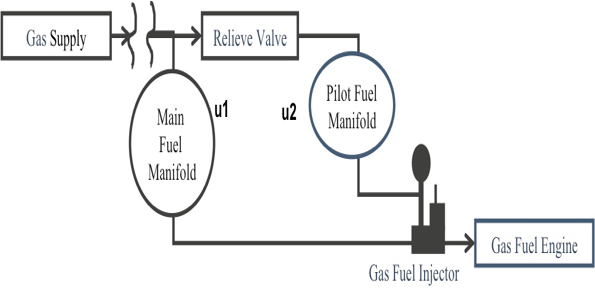 Gas Supply
Relieve Valve
Main
Fuel
Manifold
u1
u2
Pilot Fuel
Manifold
Gas Fuel Injector
Gas Fuel Engine